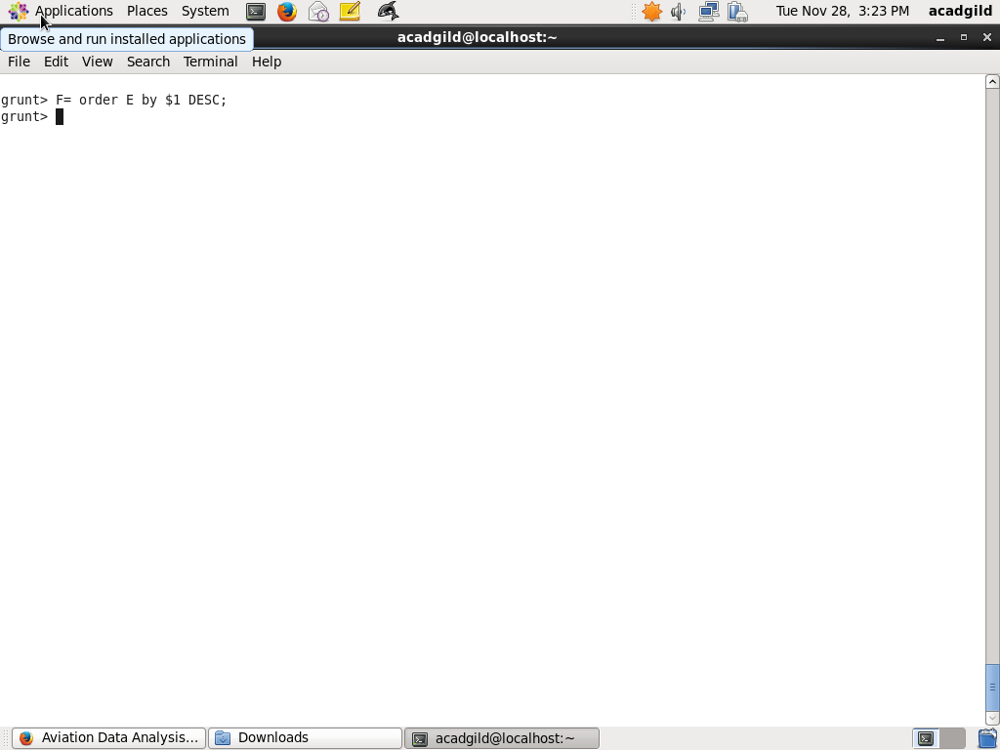 Applications Places System Tue Nov 28, 3:23 PM acadgild
Browse and run installed applications
acadgild@localhost:~
File Edit View Search Terminal Help
grunt> F= order E by $1 DESC;
grunt>
Aviation Data Analysis... Downloads acadgild@localhost:~